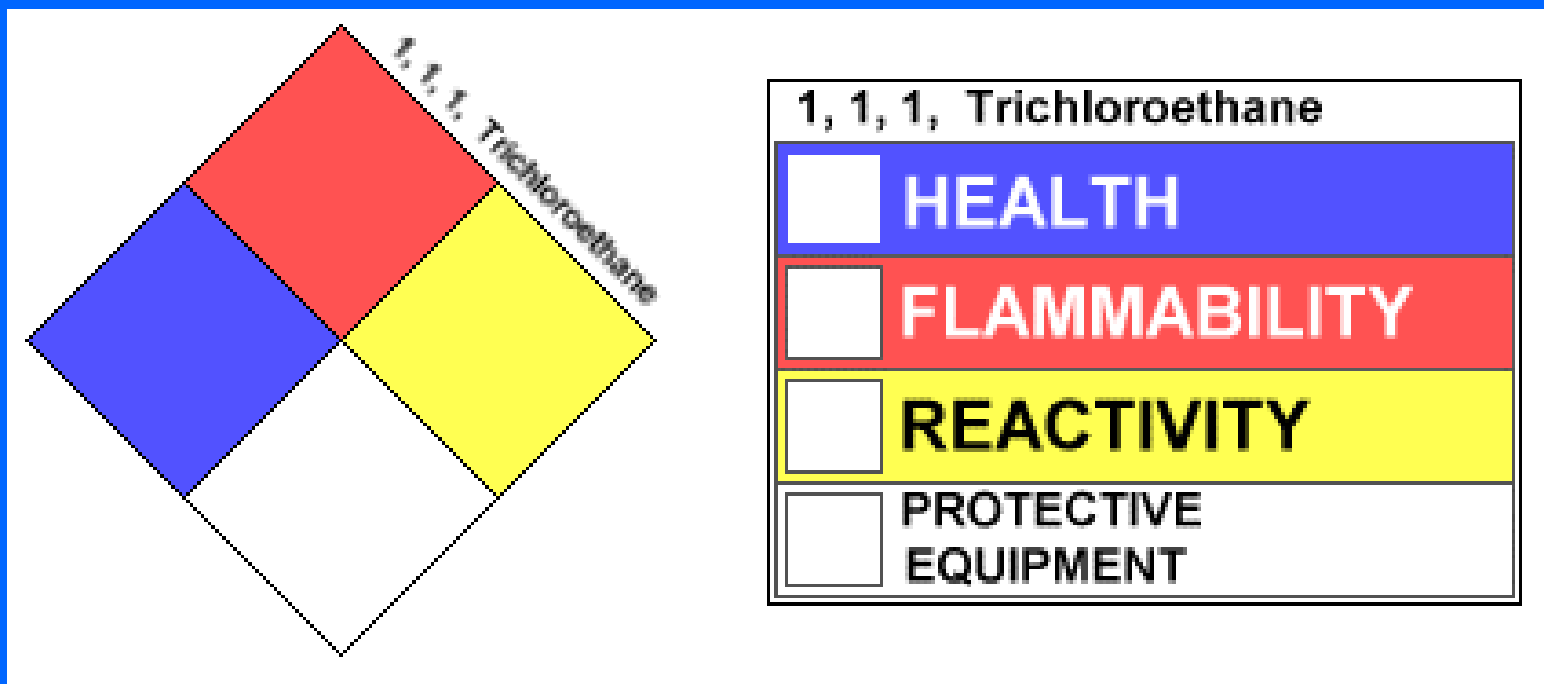 1, 1, 1, Trichloroethane
1, 1, 1, Trichloroethane
HEALTH
FLAMMABILITY
REACTIVITY
PROTECTIVE
EQUIPMENT